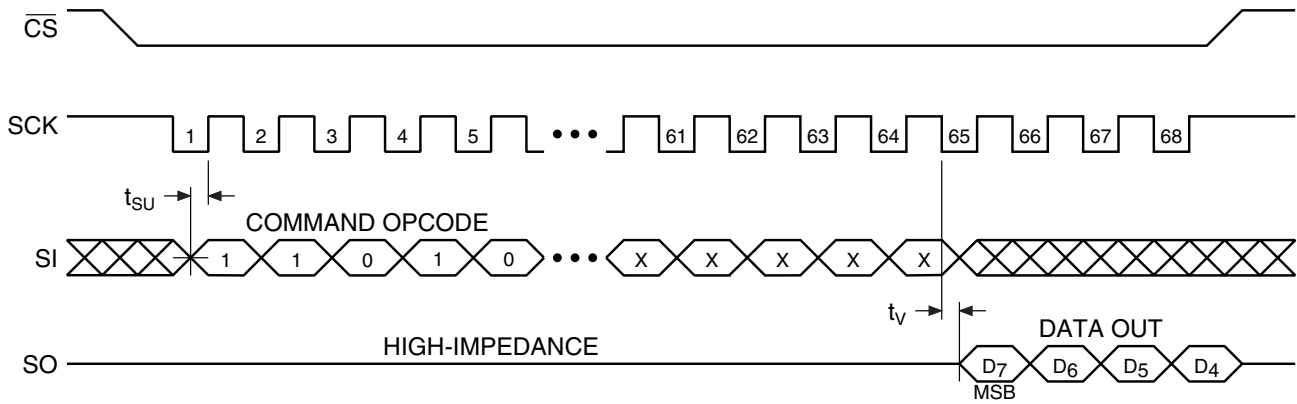 CS
SCK 1 2 3 4 5 ••• 61 62 63 64 65 66 67 68
tSU
COMMAND OPCODE
SI 1 1 0 1 0 ••• X X X X X
tV
DATA OUT
HIGH-IMPEDANCE
SO D7 D6 D5 D4
MSB